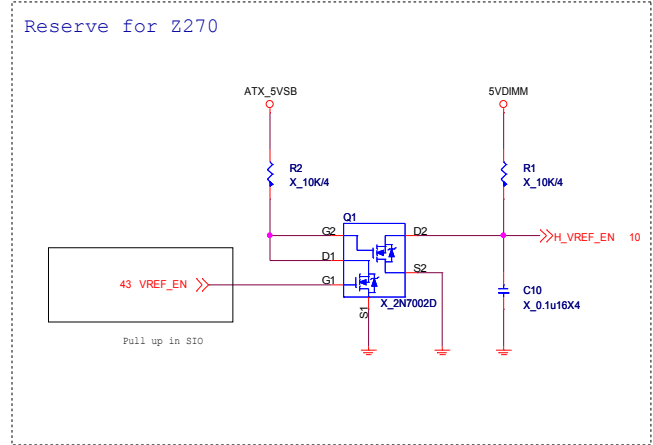 Reserve for Z270
ATX_5VSB
5VDIMM
R2
X_10K/4
R1
X_10K/4
Q1
G2
D2
H_VREF_EN 10
D1
S2
43 VREF_EN
G1
C10
X_0.1u16X4
X_2N7002D
S1
Pull up in SIO